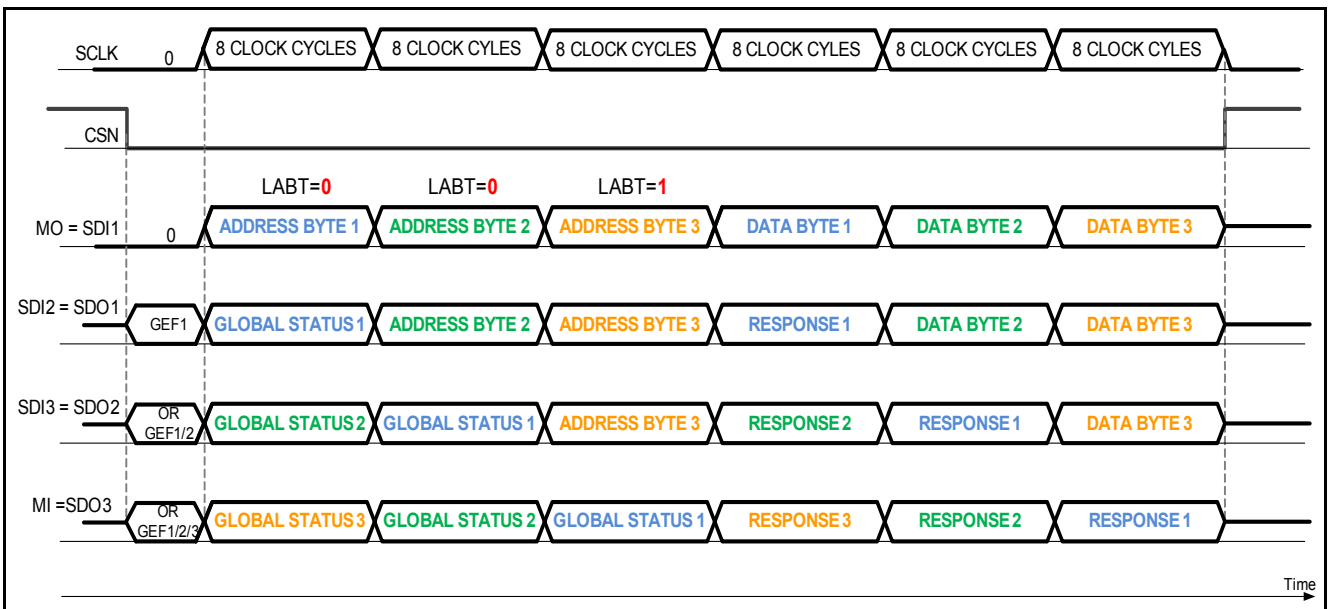 SCLK 0 8 CLOCK CYCLES 8 CLOCK CYLES 8 CLOCK CYCLES 8 CLOCK CYLES 8 CLOCK CYCLES 8 CLOCK CYLES
CSN
LABT=0 LABT=0 LABT=1
MO = SDI1 0 ADDRESS BYTE 1 ADDRESS BYTE 2 ADDRESS BYTE 3 DATA BYTE 1 DATA BYTE 2 DATA BYTE 3
SDI2 = SDO1 GEF1 GLOBAL STATUS 1 ADDRESS BYTE 2 ADDRESS BYTE 3 RESPONSE 1 DATA BYTE 2 DATA BYTE 3
SDI3 = SDO2 OR GEF1/2 GLOBAL STATUS 2 GLOBAL STATUS 1 ADDRESS BYTE 3 RESPONSE 2 RESPONSE 1 DATA BYTE 3
MI =SDO3 OR GEF1/2/3 GLOBAL STATUS 3 GLOBAL STATUS 2 GLOBAL STATUS 1 RESPONSE 3 RESPONSE 2 RESPONSE 1
Time